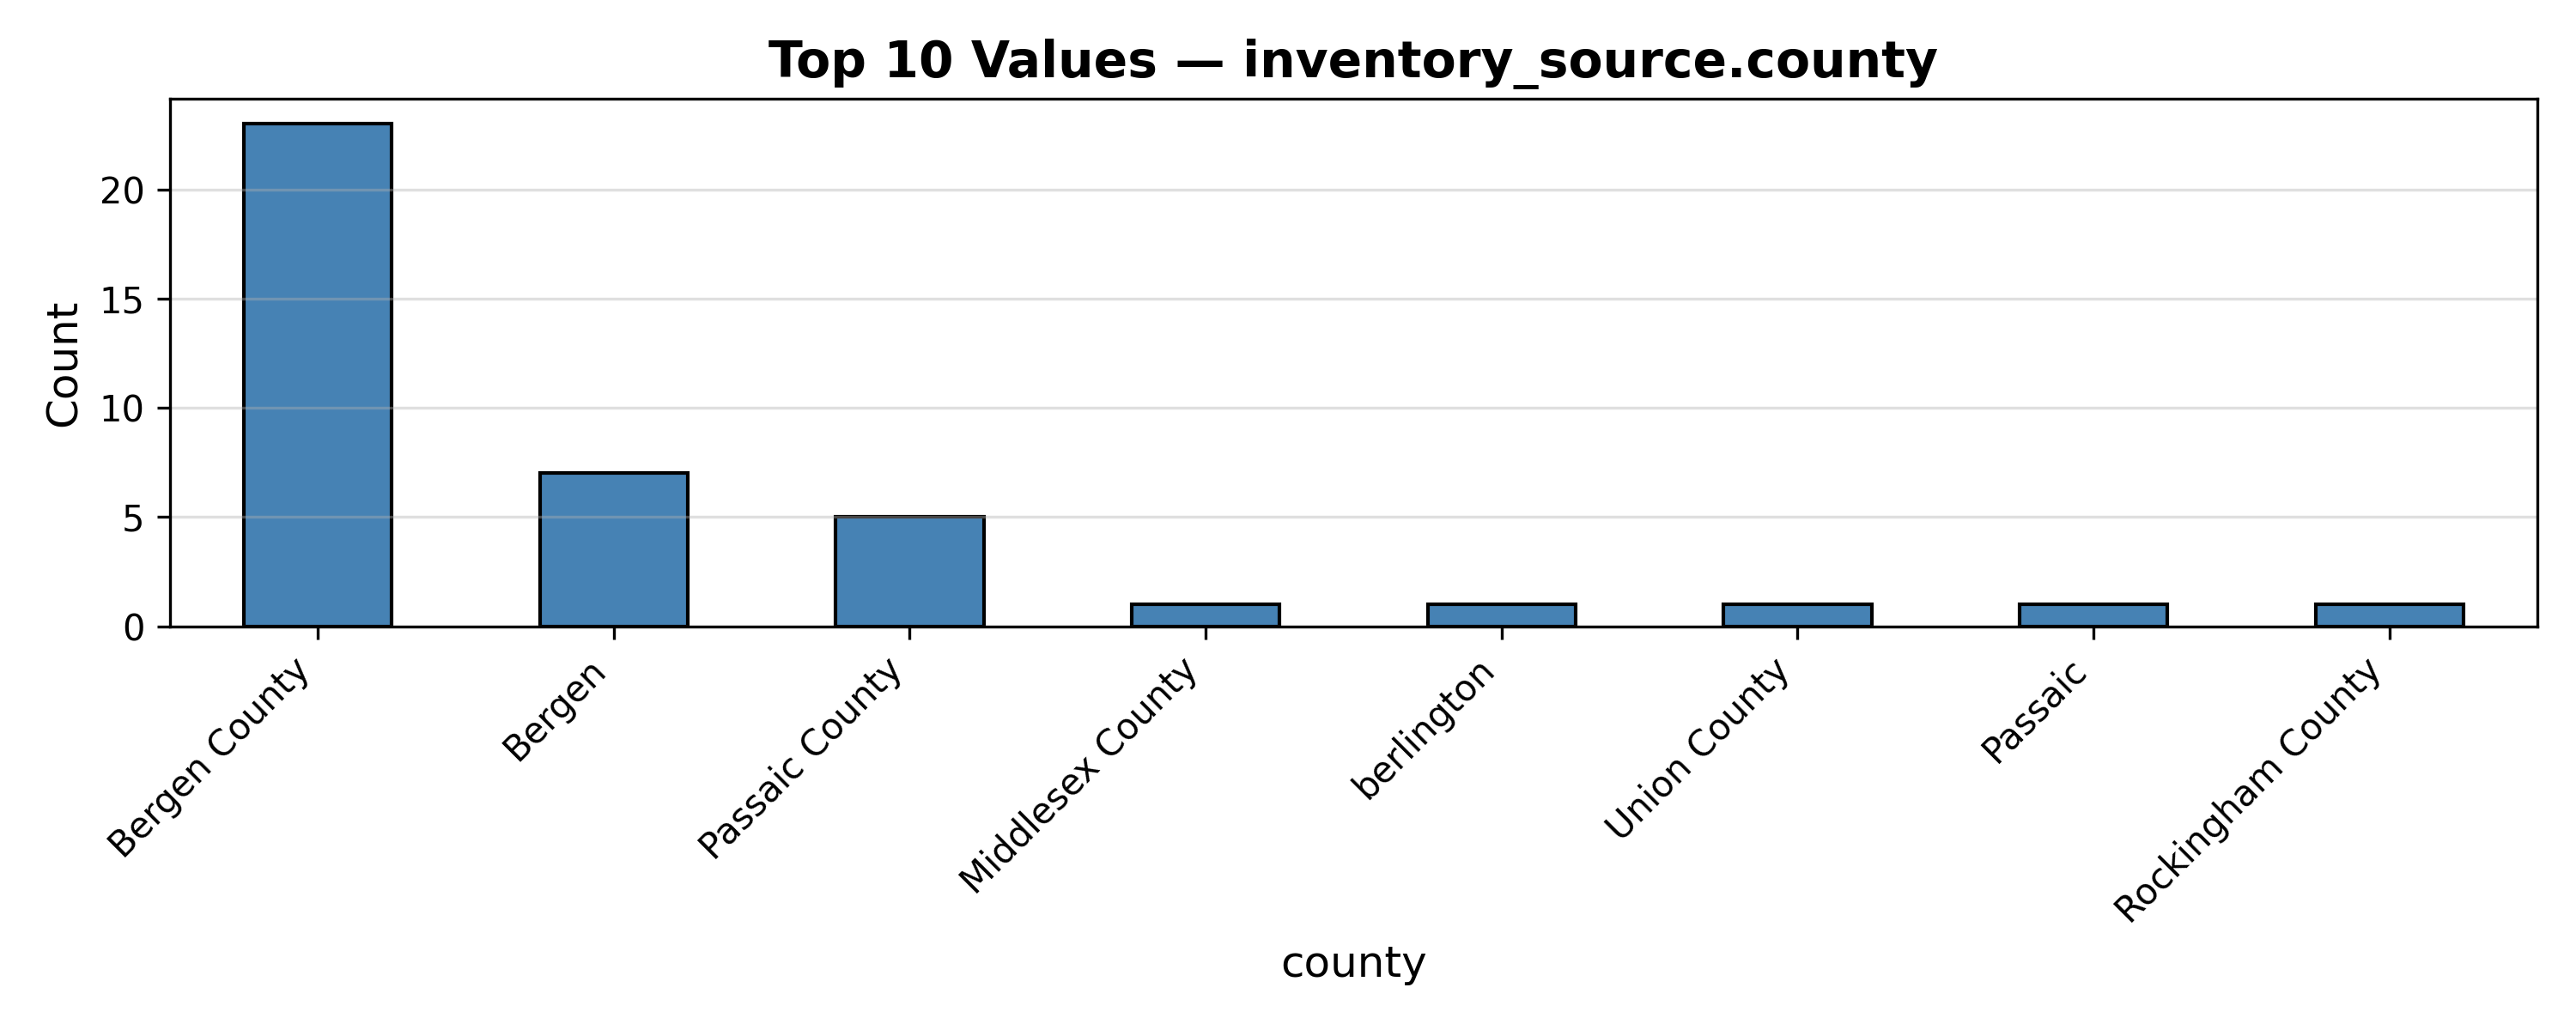 Top 10 Values — inventory_source.county
Count
20
15
10
5
0
Bergen County
Bergen
Passaic County
Middlesex County
berlington
Union County
Passaic
Rockingham County
county